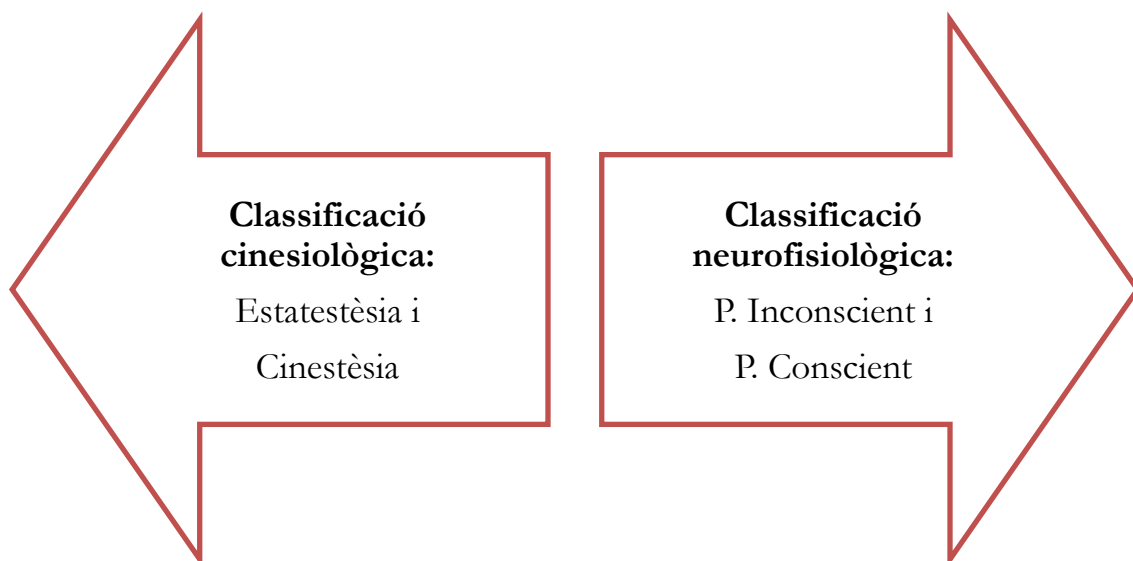 Classificació
cinesiològica:
Estatestèsia i
Cinestèsia
Classificació
neurofisiològica:
P. Inconscient i
P. Conscient